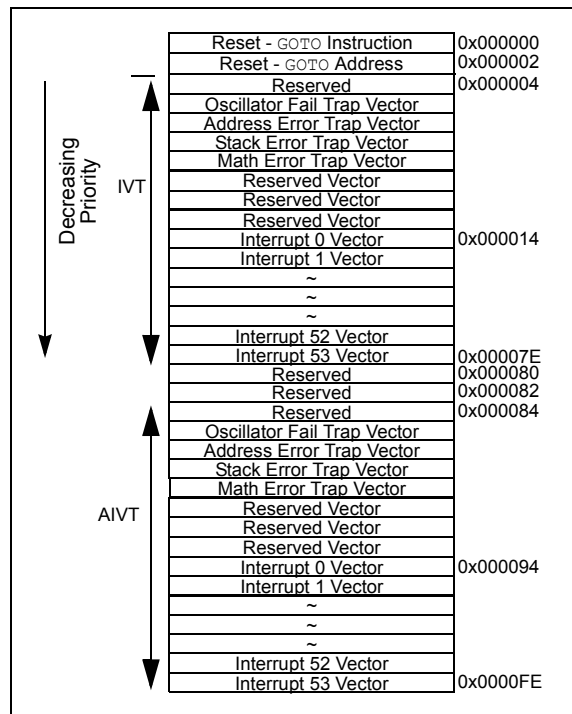 Reset - GOTO Instruction 0x000000
Reset - GOTO Address 0x000002
Reserved 0x000004
Oscillator Fail Trap Vector
Address Error Trap Vector
Stack Error Trap Vector
Math Error Trap Vector
Reserved Vector
Reserved Vector
Reserved Vector
Interrupt 0 Vector 0x000014
Interrupt 1 Vector
~
~
~
Interrupt 52 Vector
Interrupt 53 Vector 0x00007E
Reserved 0x000080
Reserved 0x000082
Reserved 0x000084
Oscillator Fail Trap Vector
Address Error Trap Vector
Stack Error Trap Vector
Math Error Trap Vector
Reserved Vector
Reserved Vector
Reserved Vector
Interrupt 0 Vector 0x000094
Interrupt 1 Vector
~
~
~
Interrupt 52 Vector
Interrupt 53 Vector 0x0000FE
Decreasing
Priority
IVT
AIVT